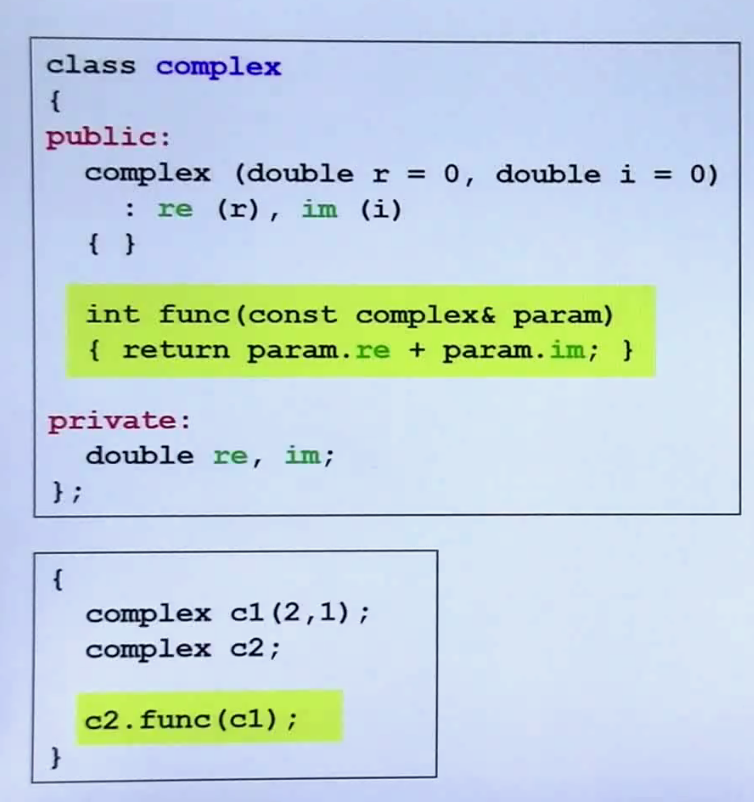 class complex
{
public:
complex (double r = 0, double i = 0)
: re (r), im (i)
{ }
int func(const complex& param)
{ return param.re + param.im; }
private:
double re, im;
};
{
complex c1(2,1);
complex c2;
c2.func(c1);
}